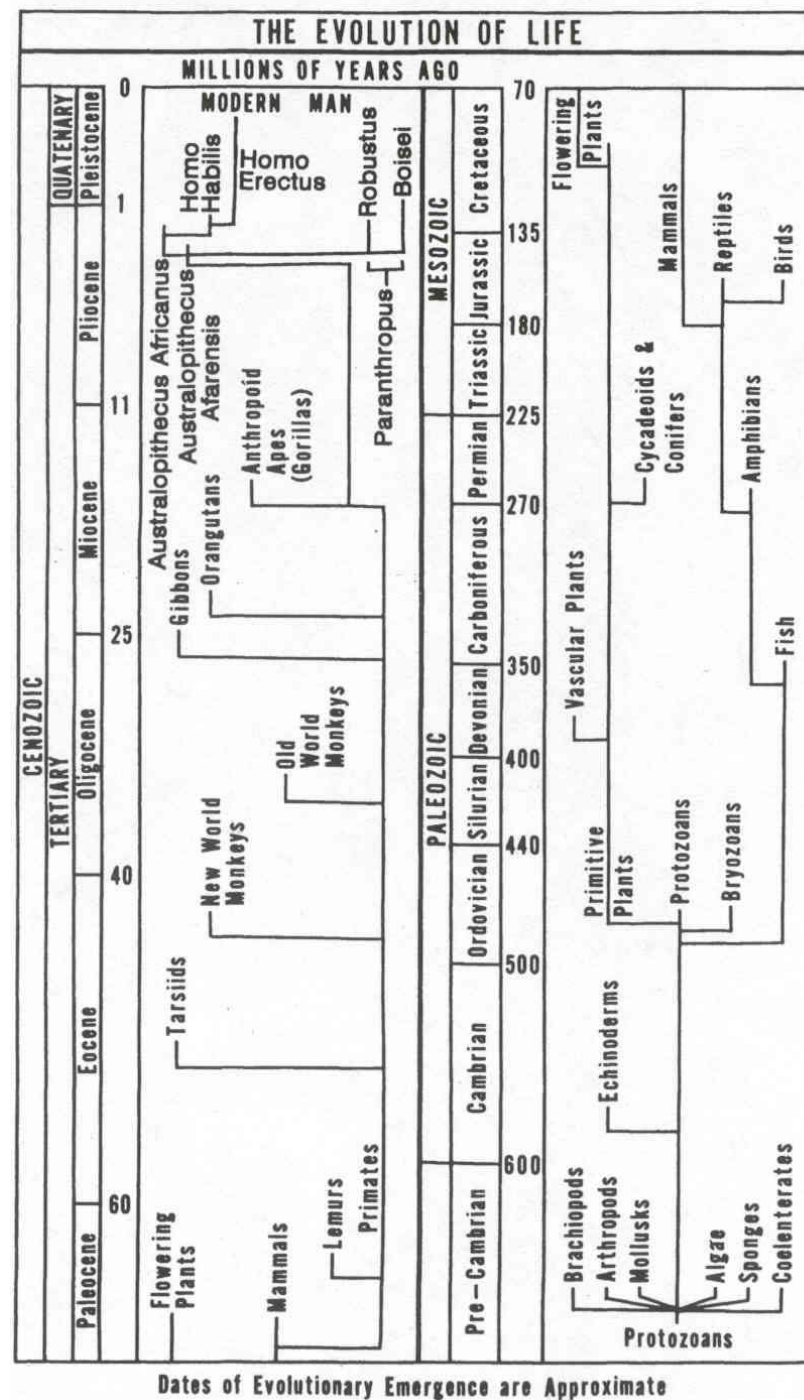 THE EVOLUTION OF LIFE
MILLIONS OF YEARS AGO
CENOZOIC
QUATENARY
TERTIARY
Pleistocene
Pliocene
Miocene
Oligocene
Eocene
Paleocene
0
1
11
25
40
60
MODERN MAN
Homo
Habilis
Homo
Erectus
Robustus
Boisei
Australopithecus Africanus
Australopithecus
Afarensis
Paranthropus
Anthropoid
Apes
(Gorillas)
Orangutans
Gibbons
Old World
Monkeys
New World
Monkeys
Tarsiids
Flowering
Plants
Mammals
Lemurs
Primates
MESOZOIC
PALEOZOIC
Cretaceous
Jurassic
Triassic
Permian
Carboniferous
Devonian
Silurian
Ordovician
Cambrian
Pre-Cambrian
70
135
180
225
270
350
400
440
500
600
Flowering
Plants
Mammals
Reptiles
Birds
Cycadeoids &
Conifers
Amphibians
Vascular Plants
Fish
Primitive
Plants
Protozoans
Bryozoans
Echinoderms
Brachiopods
Arthropods
Mollusks
Algae
Sponges
Coelenterates
Protozoans
Dates of Evolutionary Emergence are Approximate